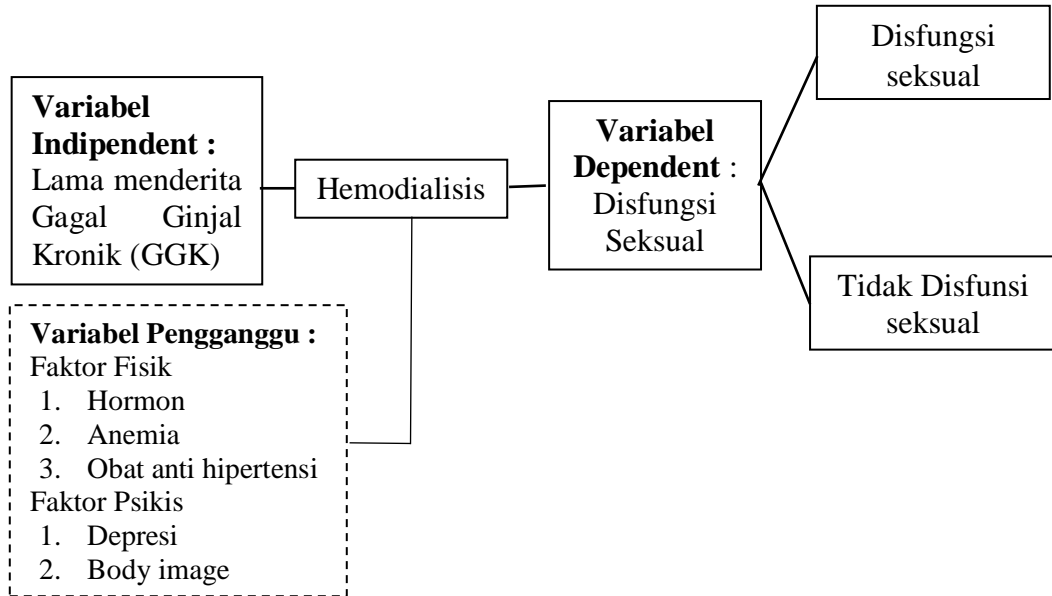 Variabel
Indipendent :
Lama menderita
Gagal Ginjal
Kronik (GGK)
Hemodialisis
Variabel
Dependent :
Disfungsi
Seksual
Disfungsi
seksual
Tidak Disfunsi
seksual
Variabel Pengganggu :
Faktor Fisik
1. Hormon
2. Anemia
3. Obat anti hipertensi
Faktor Psikis
1. Depresi
2. Body image